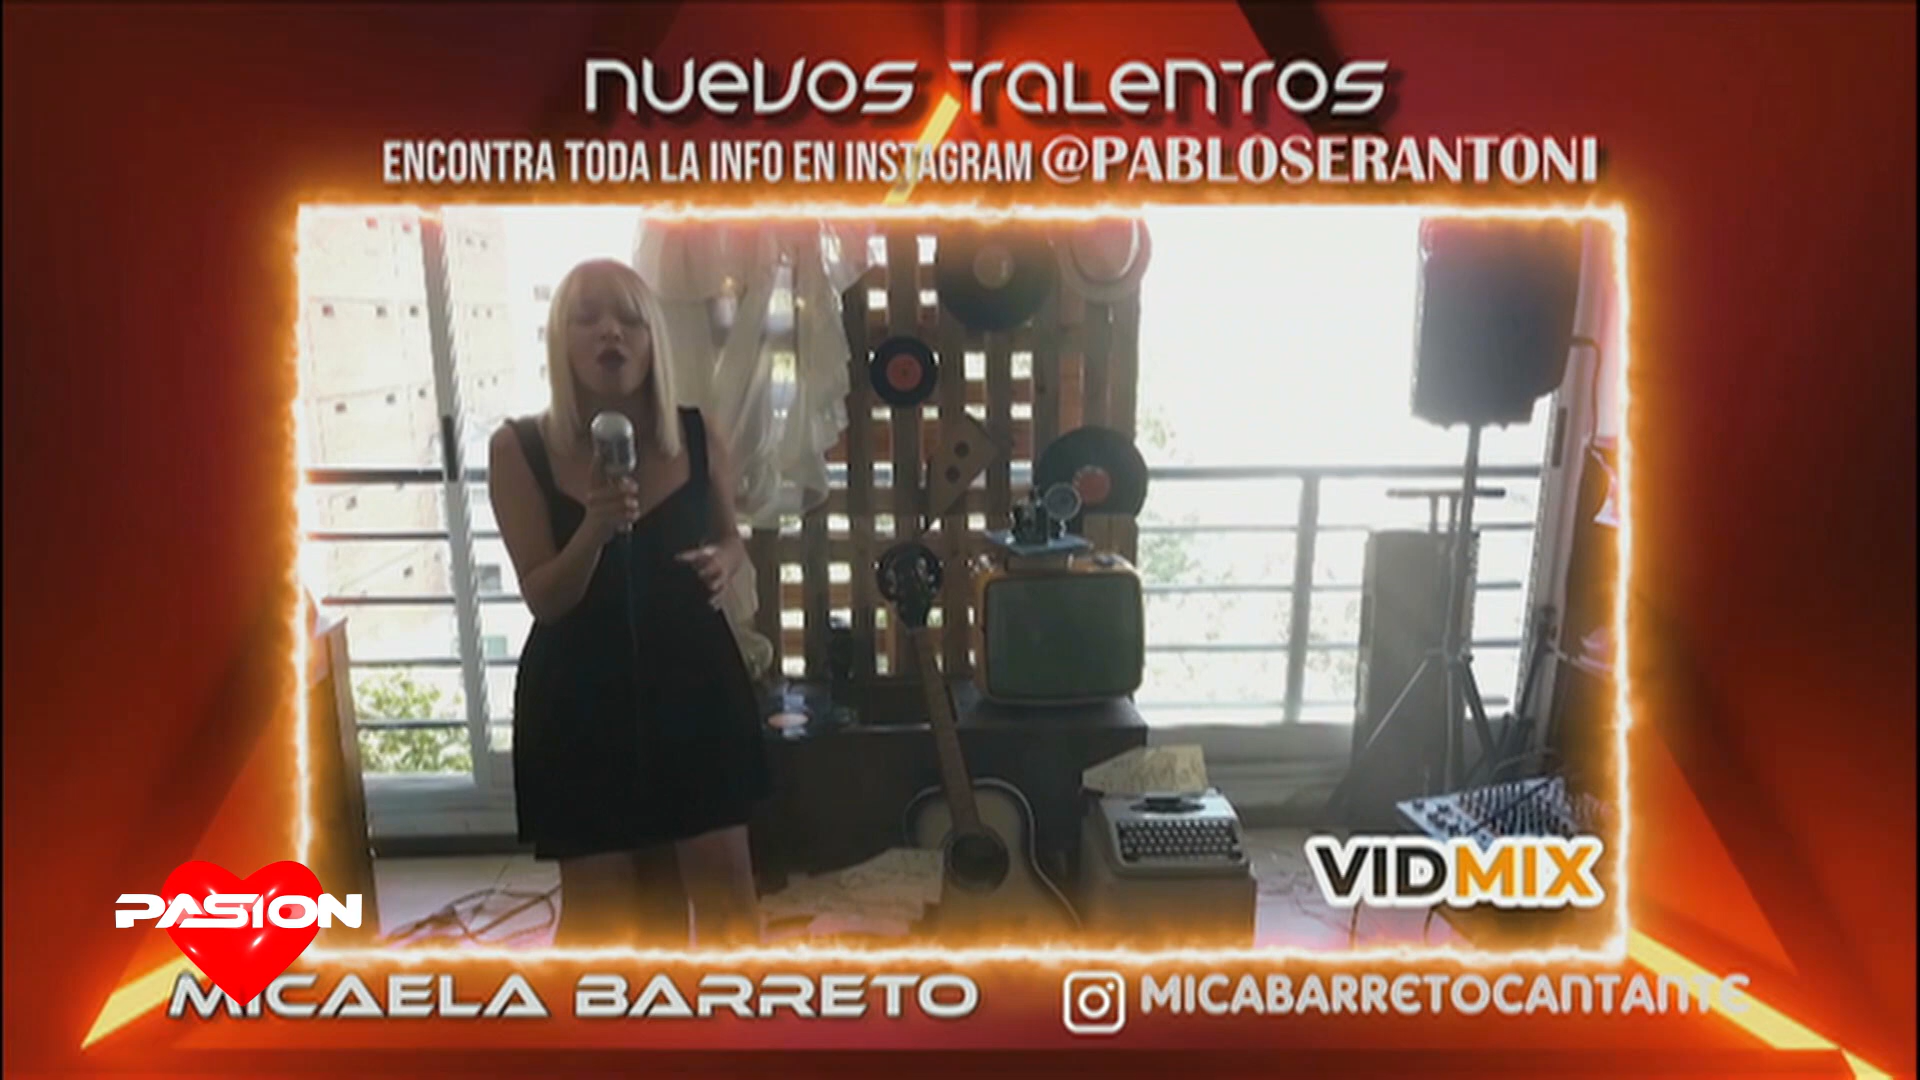 NUEVOS TALENTOS
ENCONTRA TODA LA INFO EN INSTAGRAM @PABLOSERANTONI
VIDMIX
PASION
MICAELA BARRETO
MICABARRETOCANTANTE